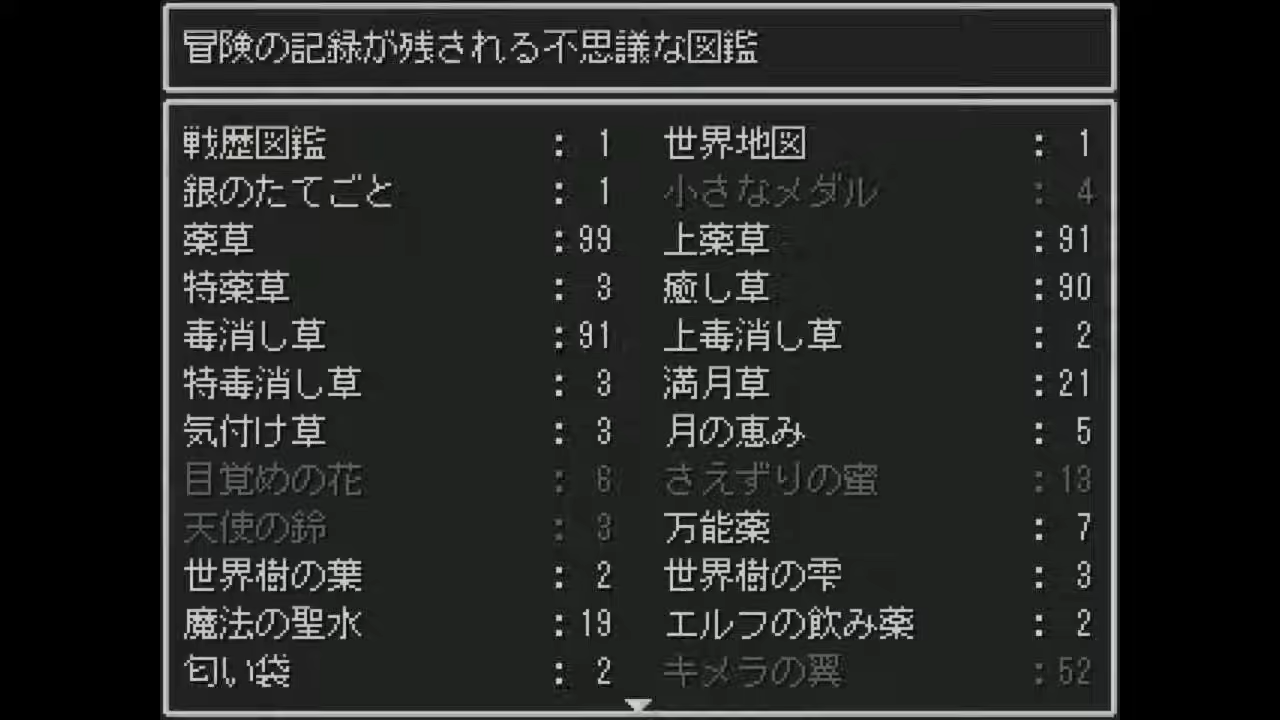 冒険の記録が残される不思議な図鑑
戦歴図鑑 : 1 世界地図 : 1
銀のたてごと : 1 小さなメダル : 4
薬草 :99 上薬草 :91
特薬草 : 3 癒し草 :90
毒消し草 :91 上毒消し草 : 2
特毒消し草 : 3 満月草 :21
気付け草 : 3 月の恵み : 5
目覚めの花 : 6 さえずりの蜜 :13
天使の鈴 : 3 万能薬 : 7
世界樹の葉 : 2 世界樹の雫 : 3
魔法の聖水 :19 エルフの飲み薬 : 2
匂い袋 : 2 キメラの翼 :52